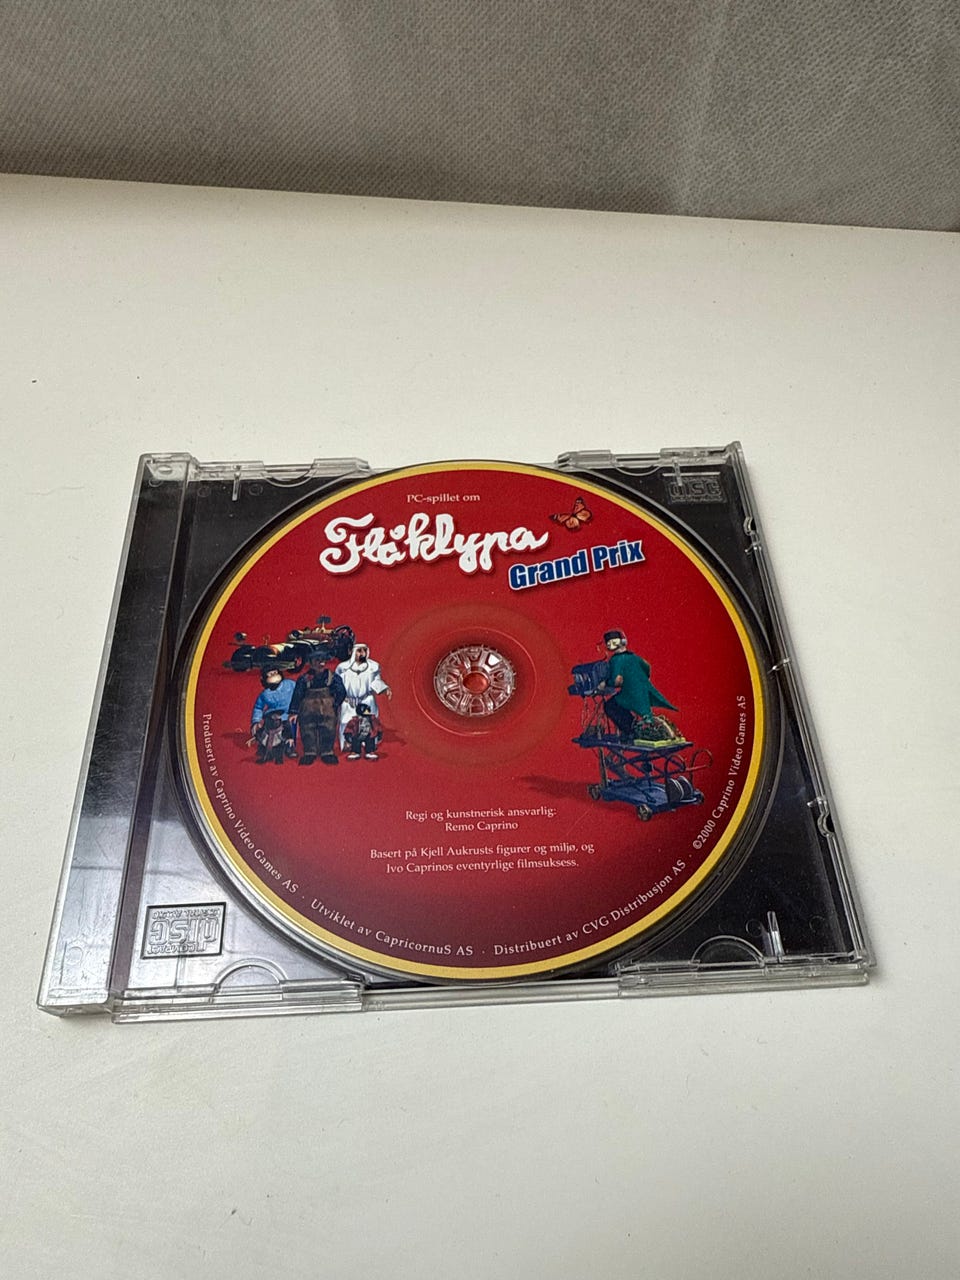 PC-spillet om
Flåklypa
Grand Prix
Regi og kunstnerisk ansvarlig:
Remo Caprino
Basert på Kjell Aukrusts figurer og miljø, og
Ivo Caprinos eventyrlige filmsuksess.
Produsert av Caprino Video Games AS · Utviklet av CapricornuS AS · Distribuert av CVG Distribusjon AS · ©2000 Caprino Video Games AS
disc
disc